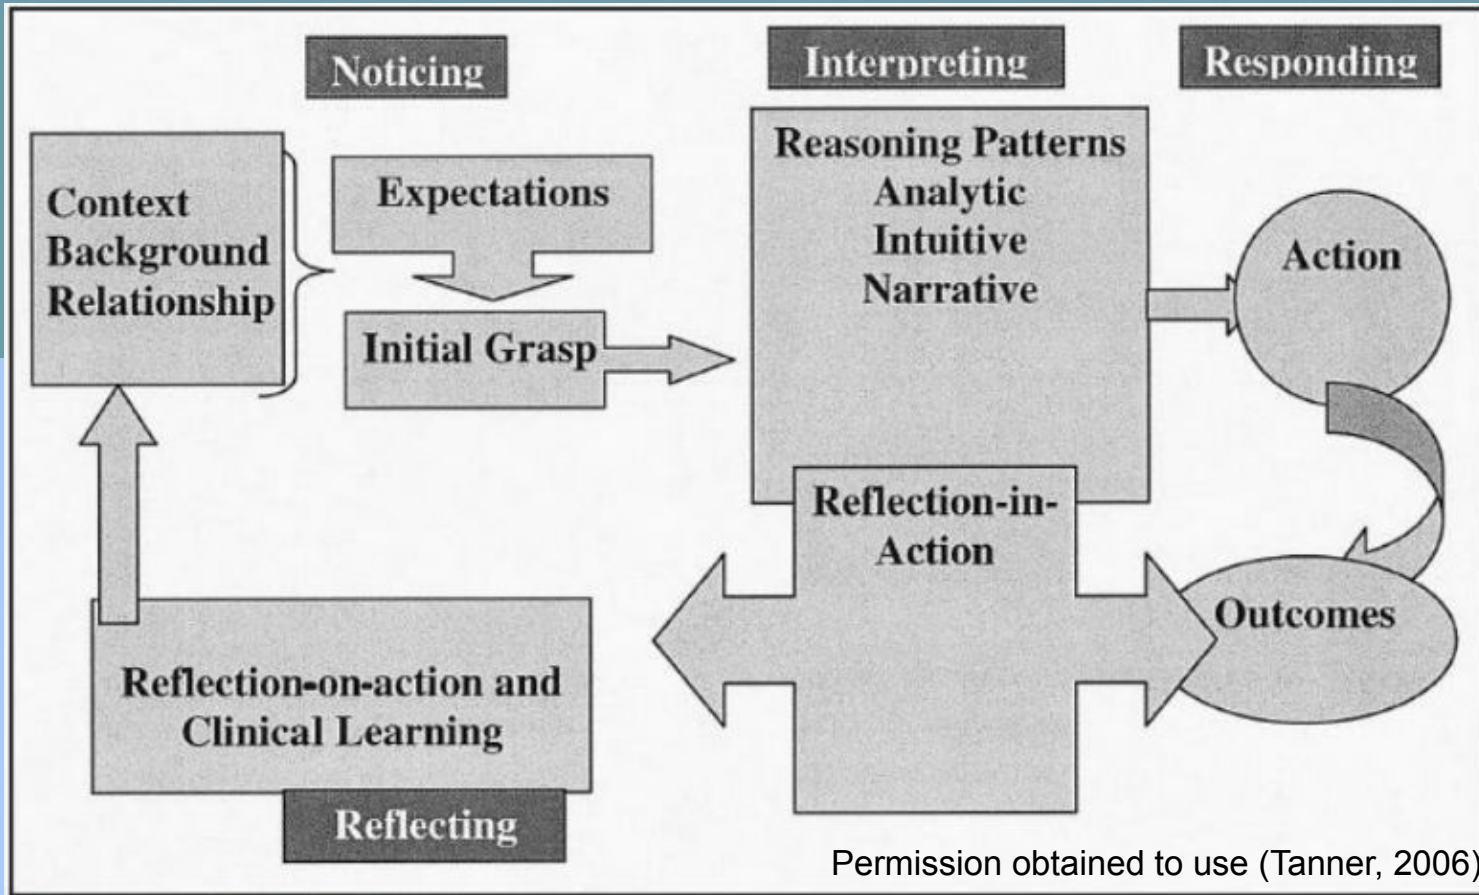 Noticing
Interpreting
Responding
Context
Background
Relationship
Expectations
Initial Grasp
Reasoning Patterns
Analytic
Intuitive
Narrative
Action
Reflection-in-
Action
Outcomes
Reflection-on-action and
Clinical Learning
Reflecting
Permission obtained to use (Tanner, 2006)